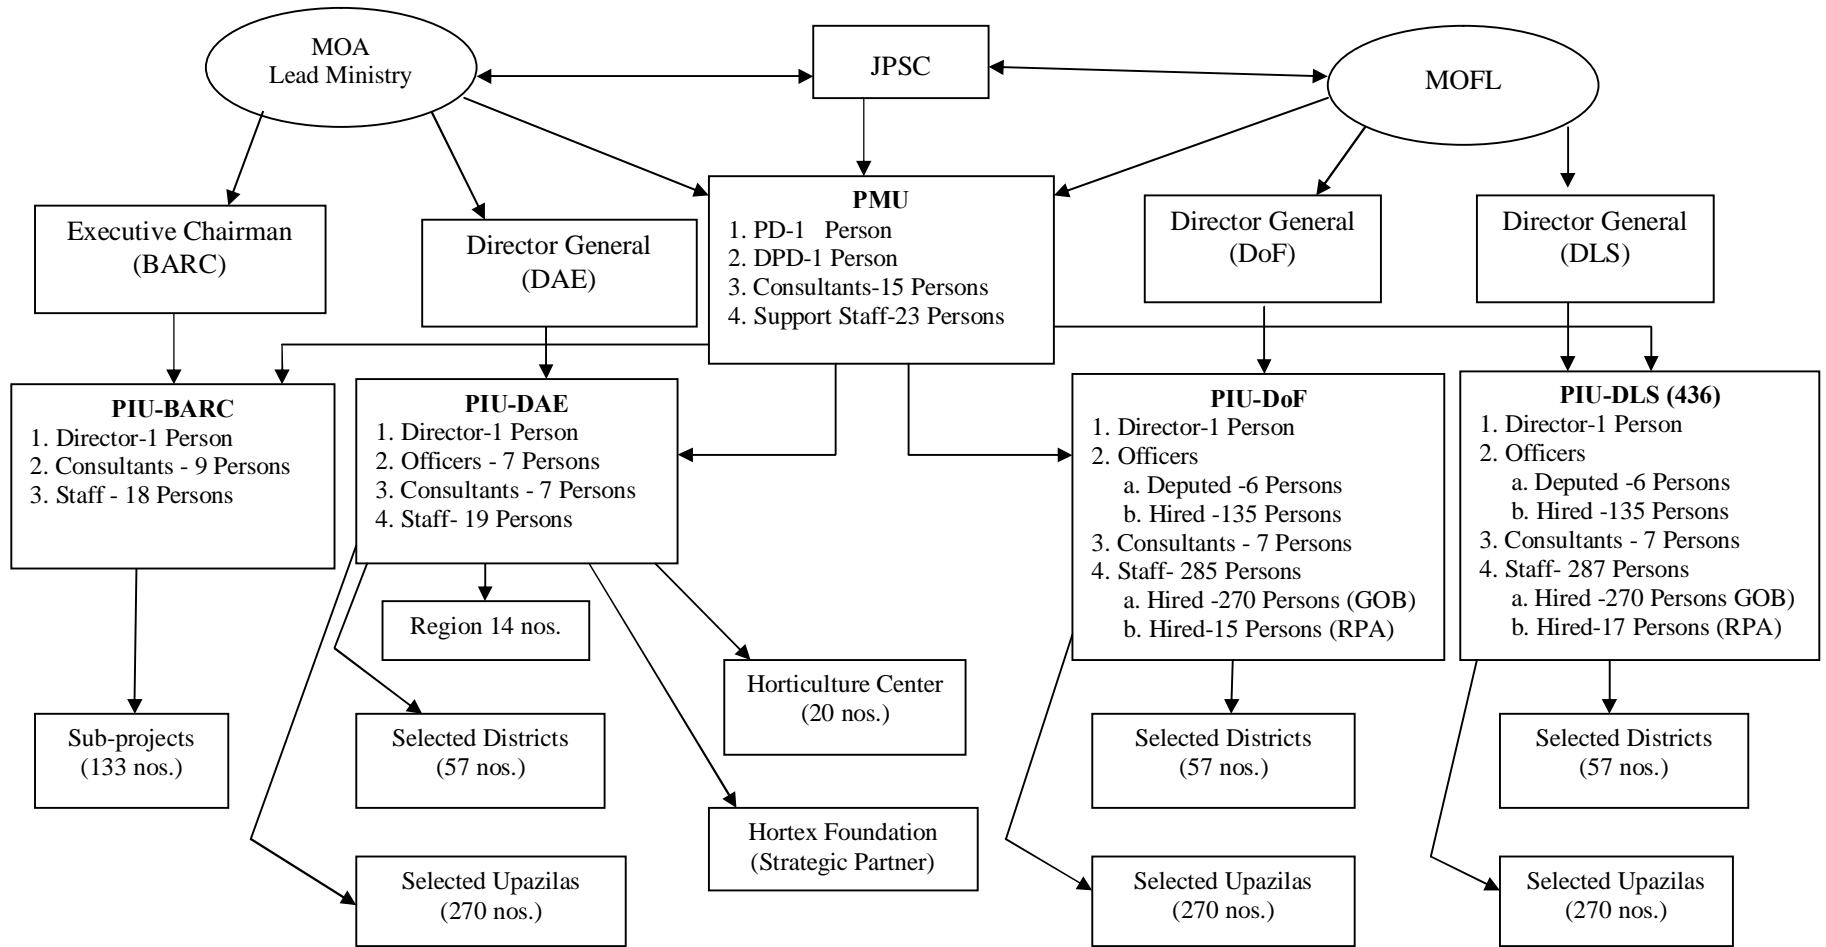 MOA
Lead Ministry
JPSC
MOFL
Executive Chairman
(BARC)
Director General
(DAE)
PMU
1. PD-1 Person
2. DPD-1 Person
3. Consultants-15 Persons
4. Support Staff-23 Persons
Director General
(DoF)
Director General
(DLS)
PIU-BARC
1. Director-1 Person
2. Consultants - 9 Persons
3. Staff - 18 Persons
PIU-DAE
1. Director-1 Person
2. Officers - 7 Persons
3. Consultants - 7 Persons
4. Staff- 19 Persons
PIU-DoF
1. Director-1 Person
2. Officers
a. Deputed -6 Persons
b. Hired -135 Persons
3. Consultants - 7 Persons
4. Staff- 285 Persons
a. Hired -270 Persons (GOB)
b. Hired-15 Persons (RPA)
PIU-DLS (436)
1. Director-1 Person
2. Officers
a. Deputed -6 Persons
b. Hired -135 Persons
3. Consultants - 7 Persons
4. Staff- 287 Persons
a. Hired -270 Persons GOB)
b. Hired-17 Persons (RPA)
Region 14 nos.
Horticulture Center
(20 nos.)
Sub-projects
(133 nos.)
Selected Districts
(57 nos.)
Selected Districts
(57 nos.)
Selected Districts
(57 nos.)
Hortex Foundation
(Strategic Partner)
Selected Upazilas
(270 nos.)
Selected Upazilas
(270 nos.)
Selected Upazilas
(270 nos.)